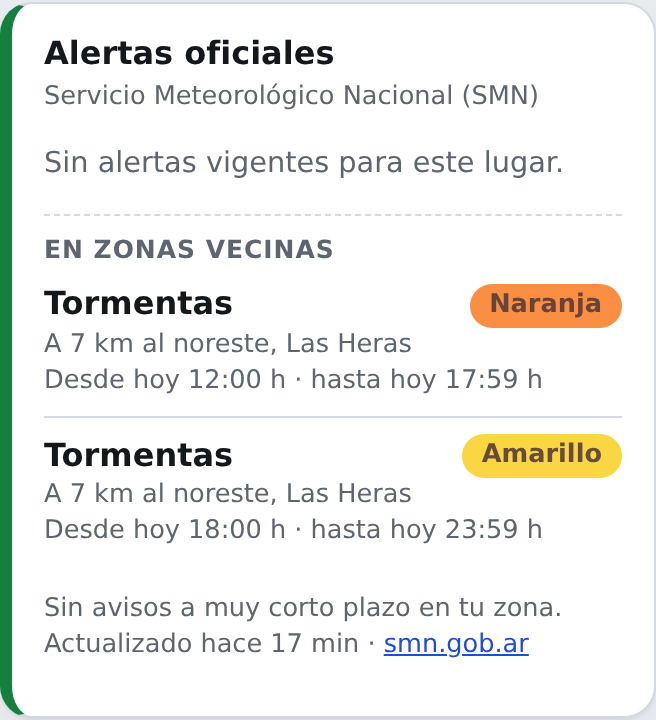 Alertas oficiales
Servicio Meteorológico Nacional (SMN)
Sin alertas vigentes para este lugar.
EN ZONAS VECINAS
Tormentas
Naranja
A 7 km al noreste, Las Heras
Desde hoy 12:00 h · hasta hoy 17:59 h
Tormentas
Amarillo
A 7 km al noreste, Las Heras
Desde hoy 18:00 h · hasta hoy 23:59 h
Sin avisos a muy corto plazo en tu zona.
Actualizado hace 17 min · smn.gob.ar